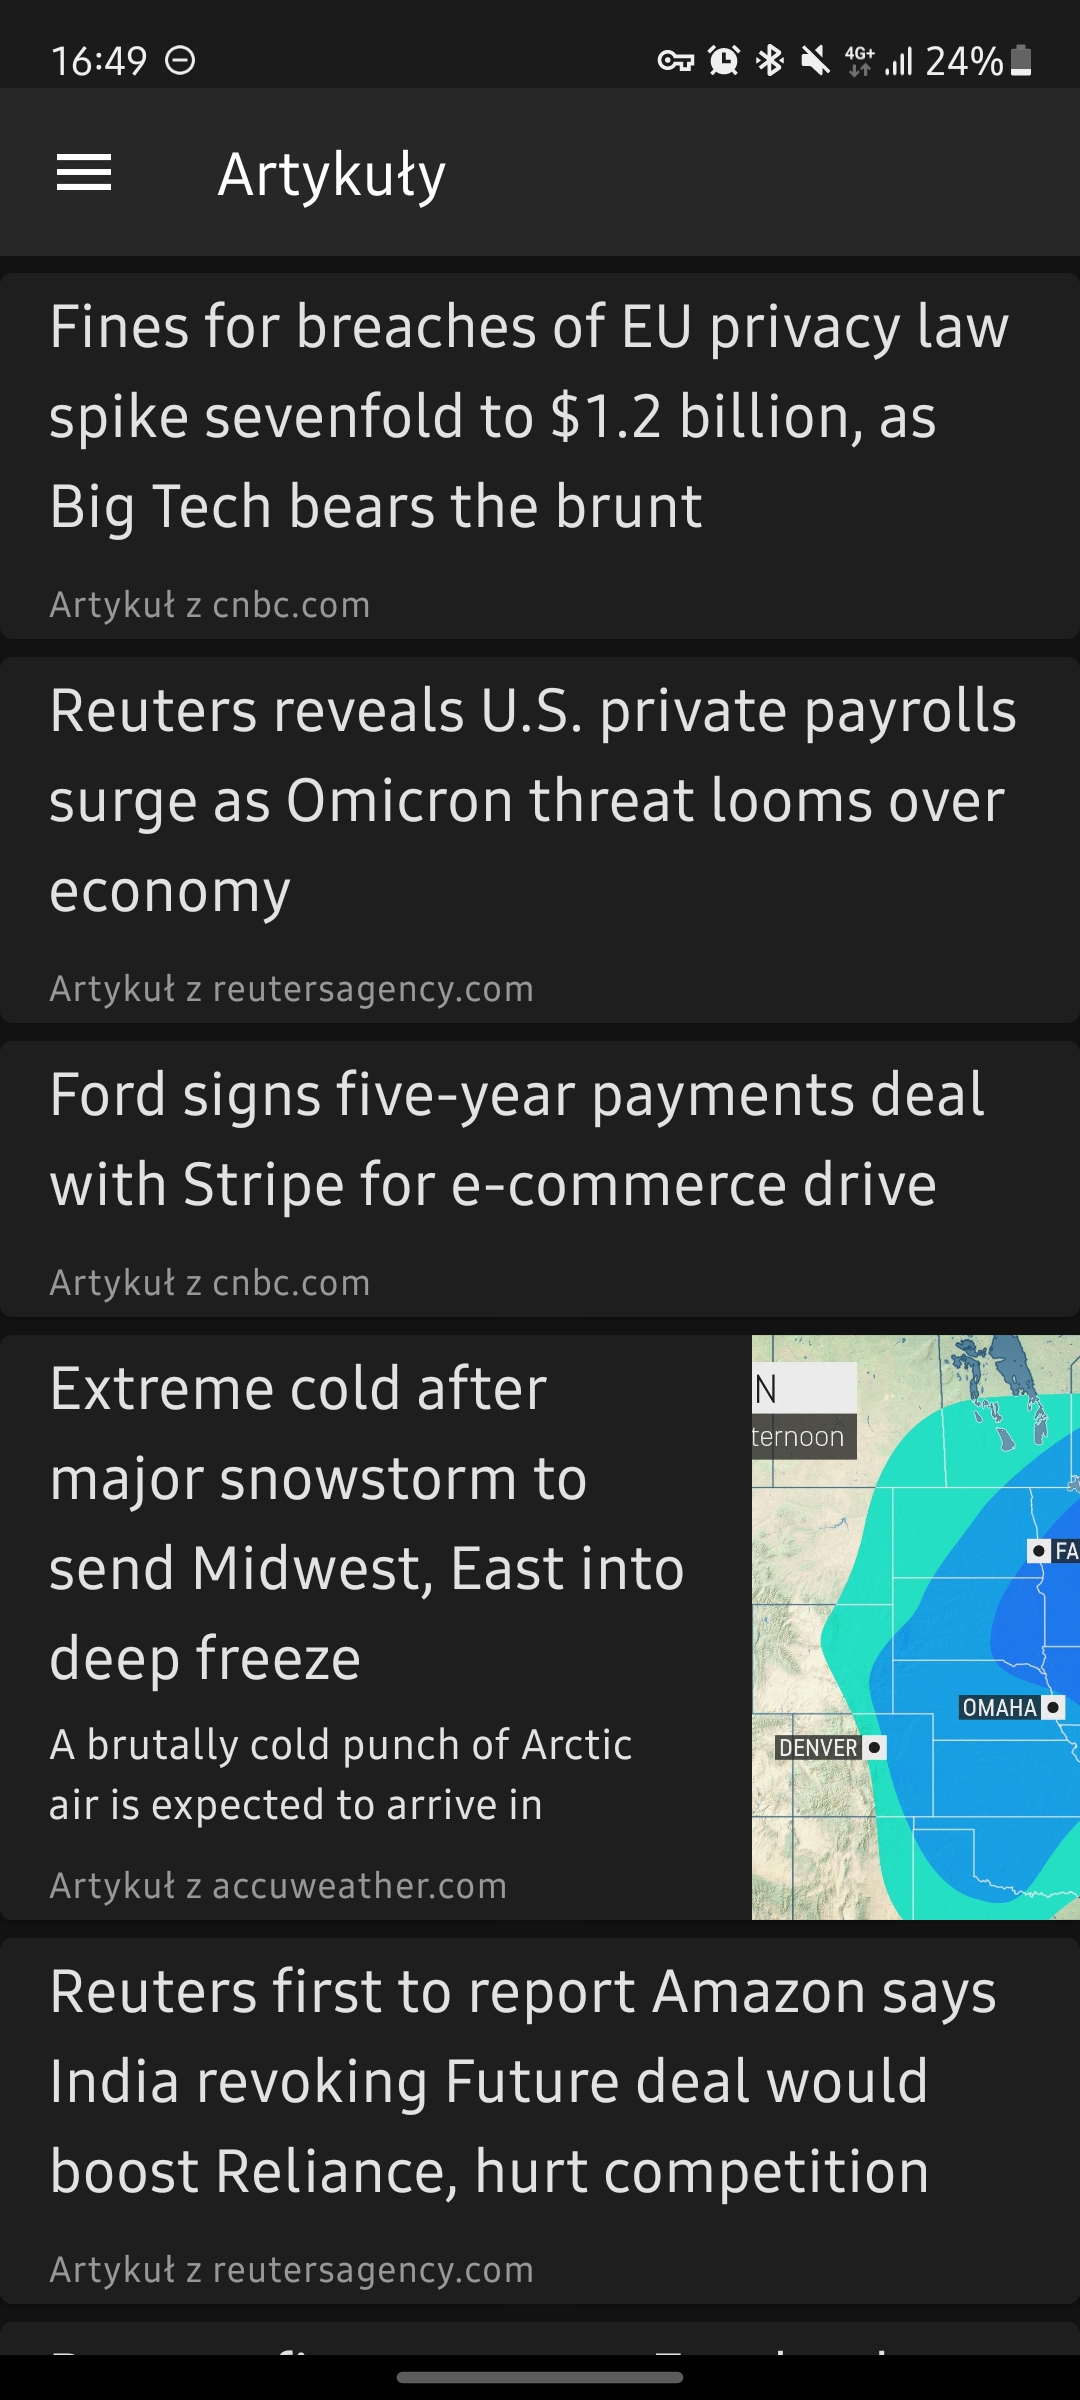 16:49
4G+ 24%
Artykuły
Fines for breaches of EU privacy law
spike sevenfold to $1.2 billion, as
Big Tech bears the brunt
Artykuł z cnbc.com
Reuters reveals U.S. private payrolls
surge as Omicron threat looms over
economy
Artykuł z reutersagency.com
Ford signs five-year payments deal
with Stripe for e-commerce drive
Artykuł z cnbc.com
Extreme cold after
major snowstorm to
send Midwest, East into
deep freeze
A brutally cold punch of Arctic
air is expected to arrive in
Artykuł z accuweather.com
N
ternoon
FA
OMAHA
DENVER
Reuters first to report Amazon says
India revoking Future deal would
boost Reliance, hurt competition
Artykuł z reutersagency.com